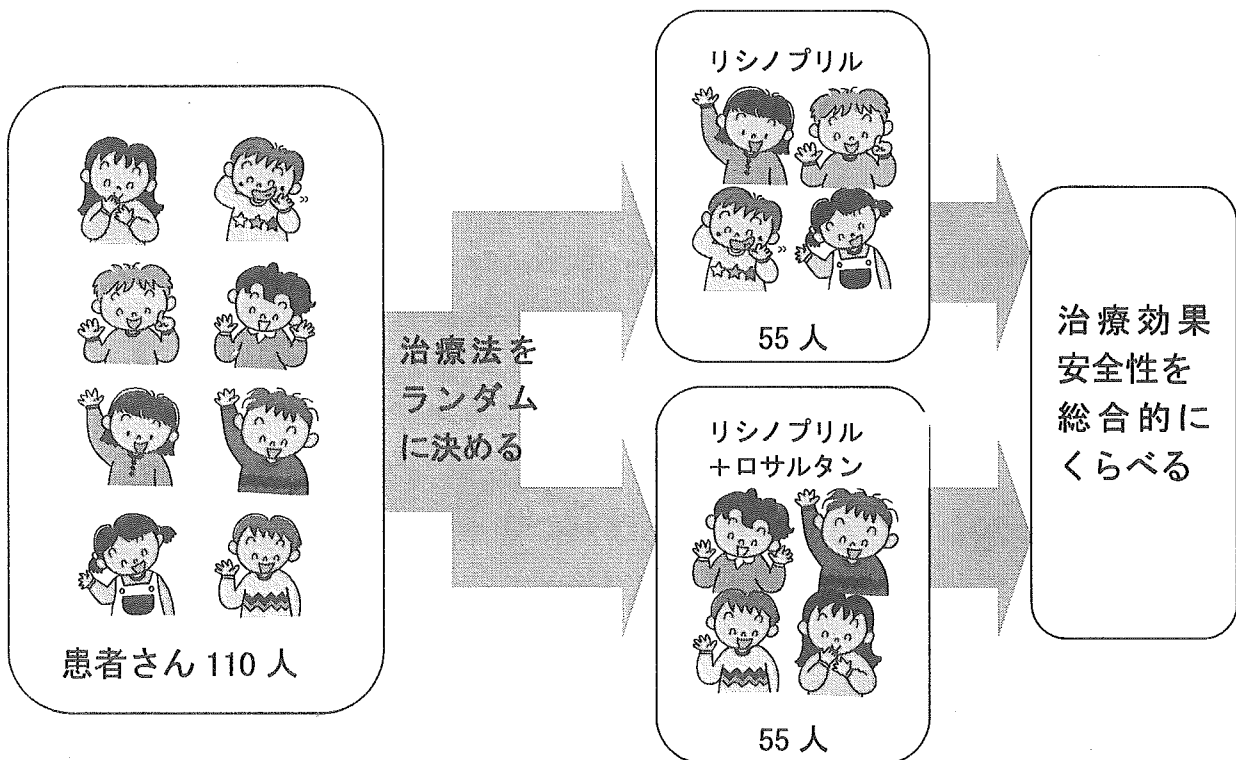 患者さん 110 人
治療法を
ランダム
に決める
リシノプリル
55 人
リシノプリル
＋ロサルタン
55 人
治療効果
安全性を
総合的に
くらべる